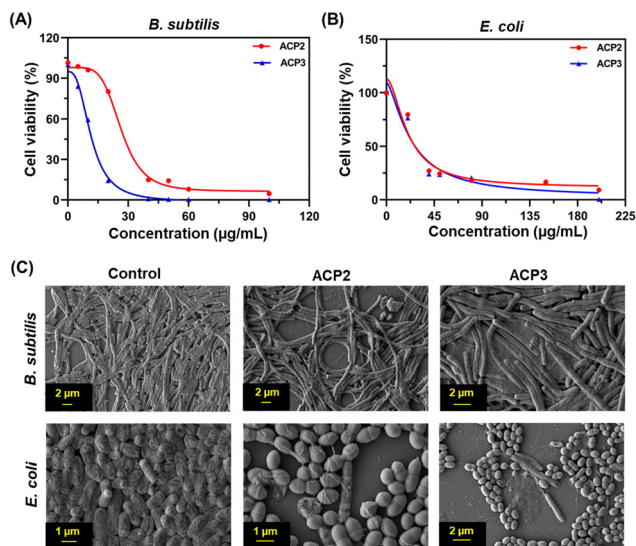 (A)
B. subtilis
120
90
60
30
0
0
30
60
90
120
Cell viability (%)
Concentration (µg/mL)
ACP2
ACP3
(B)
E. coli
150
100
50
0
0
45
90
135
180
225
Cell viability (%)
Concentration (µg/mL)
ACP2
ACP3
(C)
Control
ACP2
ACP3
B. subtilis
2 µm
2 µm
2 µm
E. coli
1 µm
1 µm
2 µm